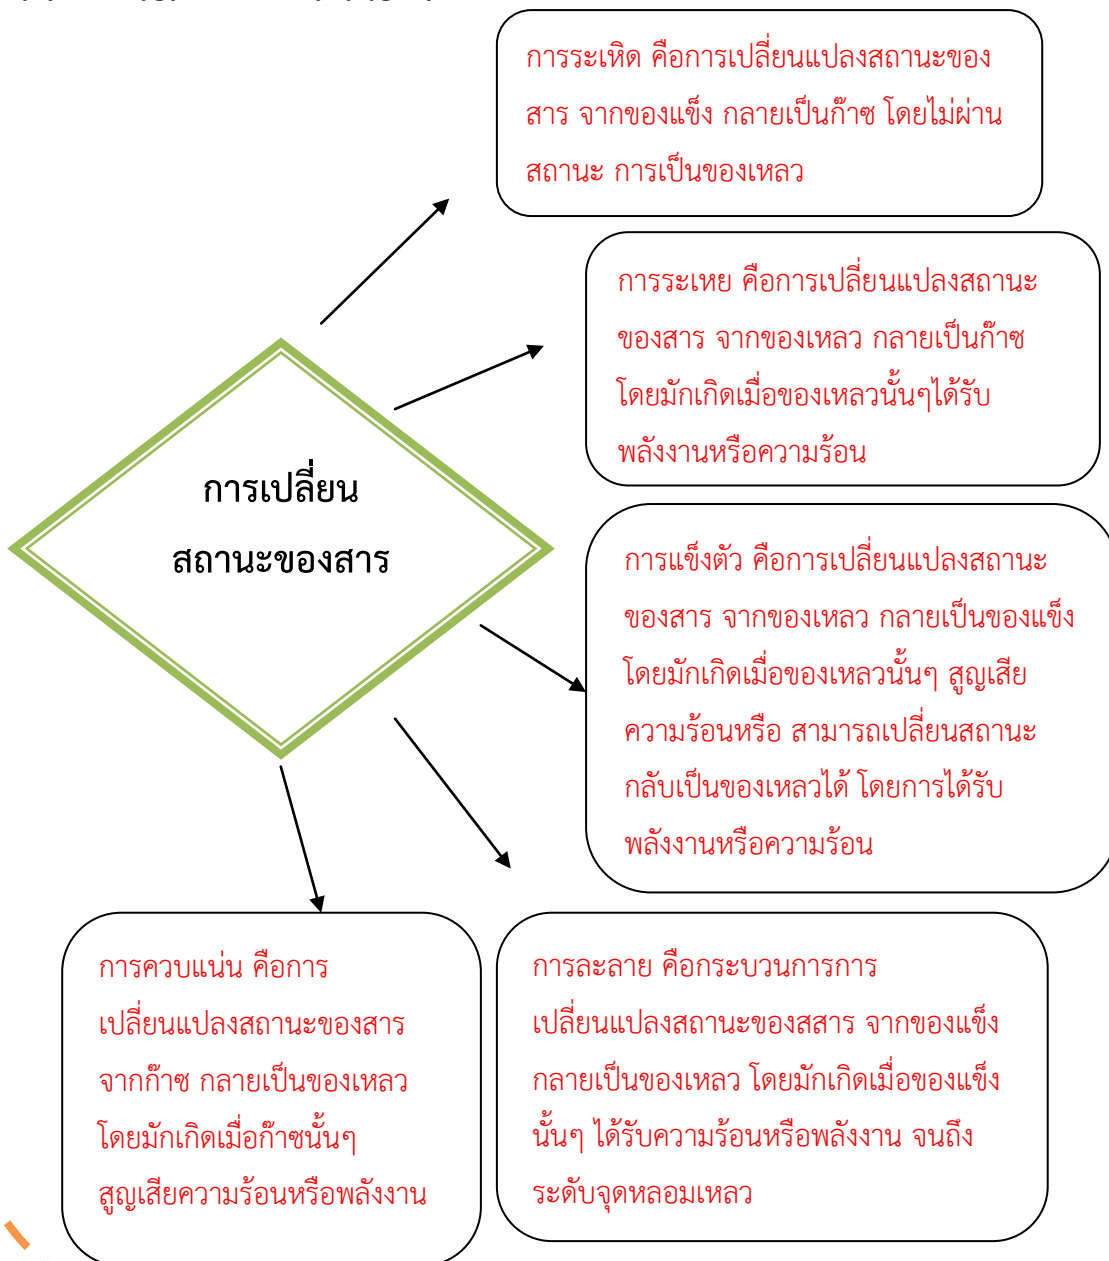 การระเหิด คือการเปลี่ยนแปลงสถานะของ
สาร จากของแข็ง กลายเป็นก๊าซ โดยไม่ผ่าน
สถานะ การเป็นของเหลว
การระเหย คือการเปลี่ยนแปลงสถานะ
ของสาร จากของเหลว กลายเป็นก๊าซ
โดยมักเกิดเมื่อของเหลวนั้นๆได้รับ
พลังงานหรือความร้อน
การเปลี่ยน
สถานะของสาร
การแข็งตัว คือการเปลี่ยนแปลงสถานะ
ของสาร จากของเหลว กลายเป็นของแข็ง
โดยมักเกิดเมื่อของเหลวนั้นๆ สูญเสีย
ความร้อนหรือ สามารถเปลี่ยนสถานะ
กลับเป็นของเหลวได้ โดยการได้รับ
พลังงานหรือความร้อน
การควบแน่น คือการ
เปลี่ยนแปลงสถานะของสาร
จากก๊าซ กลายเป็นของเหลว
โดยมักเกิดเมื่อก๊าซนั้นๆ
สูญเสียความร้อนหรือพลังงาน
การละลาย คือกระบวนการการ
เปลี่ยนแปลงสถานะของสสาร จากของแข็ง
กลายเป็นของเหลว โดยมักเกิดเมื่อของแข็ง
นั้นๆ ได้รับความร้อนหรือพลังงาน จนถึง
ระดับจุดหลอมเหลว